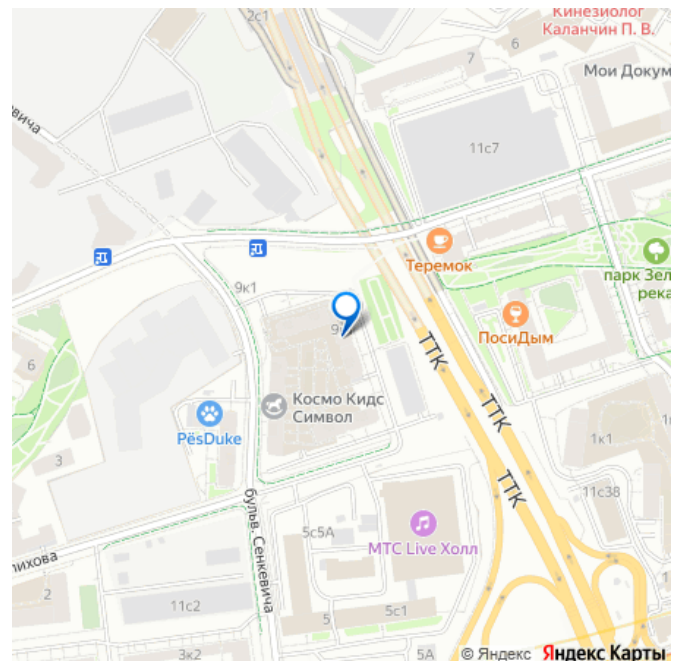 2с1
Кинезиолог
Каланчин П. В.
7
6
Мои Докум
евича
11с7
Теремок
9к1
парк Зел
река
ПосиДым
ТТК
6
Космо Кидс
Символ
ТТК
PёsDuke
1к1
3
ТТК
11с38
5с5А
МТС Live Холл
бульв. Сенкевича
лихова
2
11с2
5
5с1
3к2
5А
© Яндекс Яндекс Карты